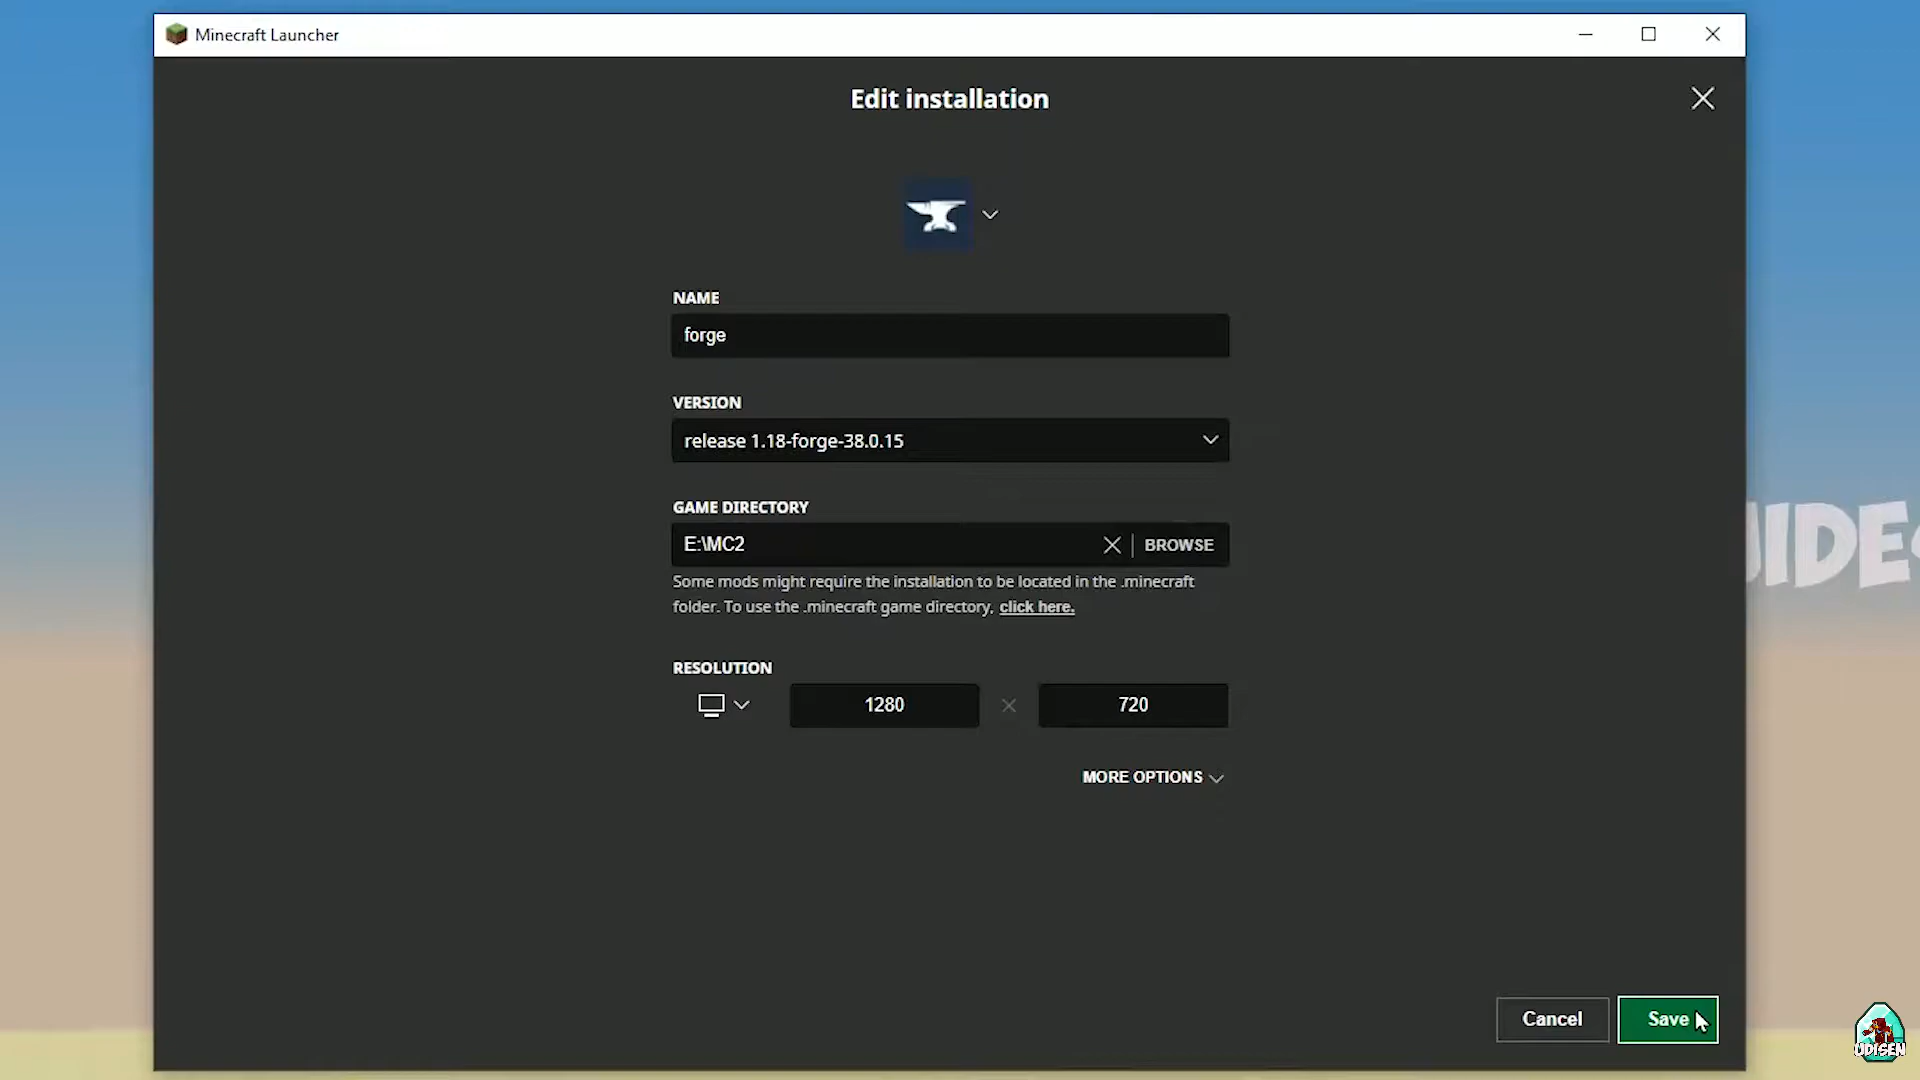 Minecraft Launcher
Edit installation
NAME
forge
VERSION
release 1.18-forge-38.0.15
GAME DIRECTORY
E:\MC2
BROWSE
Some mods might require the installation to be located in the .minecraft
folder. To use the .minecraft game directory, click here.
RESOLUTION
1280
720
MORE OPTIONS
Cancel
Save
UDISEN